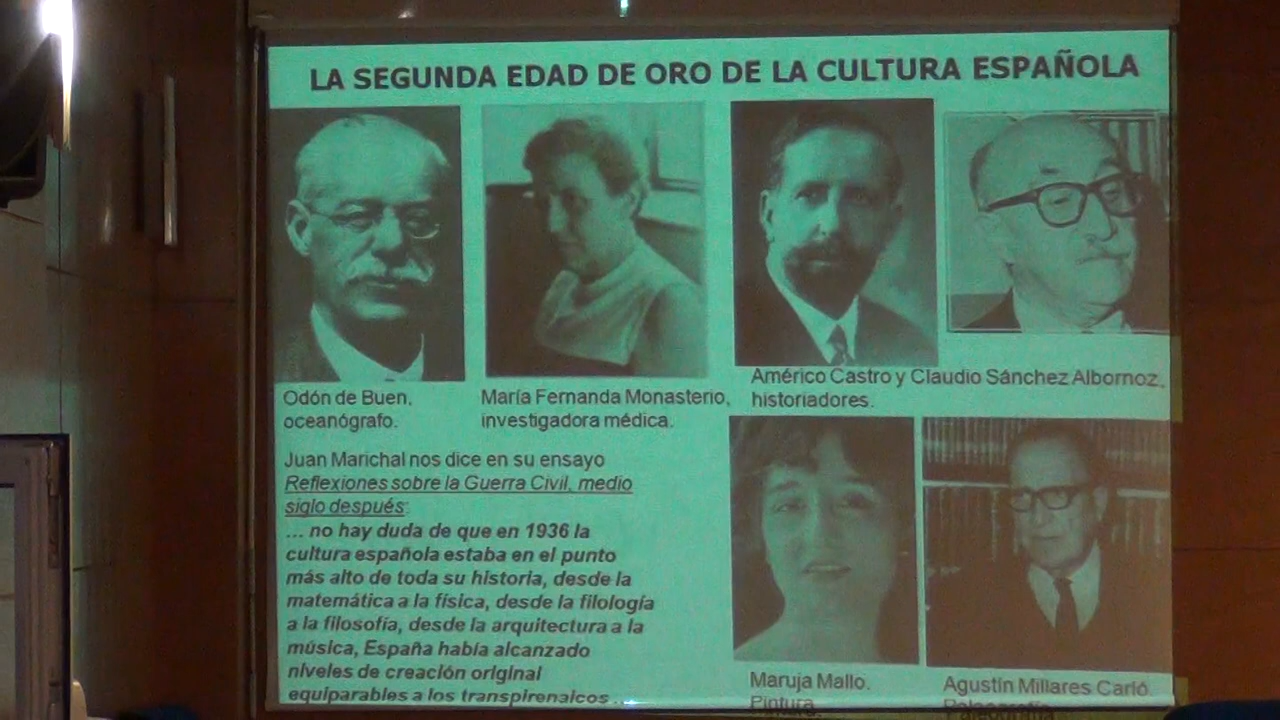 LA SEGUNDA EDAD DE ORO DE LA CULTURA ESPAÑOLA
Odón de Buen,
oceanógrafo.
María Fernanda Monasterio,
investigadora médica.
Américo Castro y Claudio Sánchez Albornoz,
historiadores.
Juan Marichal nos dice en su ensayo
Reflexiones sobre la Guerra Civil, medio
siglo después:
... no hay duda de que en 1936 la
cultura española estaba en el punto
más alto de toda su historia, desde la
matemática a la física, desde la filología
a la filosofía, desde la arquitectura a la
música, España había alcanzado
niveles de creación original
equiparables a los transpirenaicos ...
Maruja Mallo.
Pintura.
Agustín Millares Carló.
Paleografía.